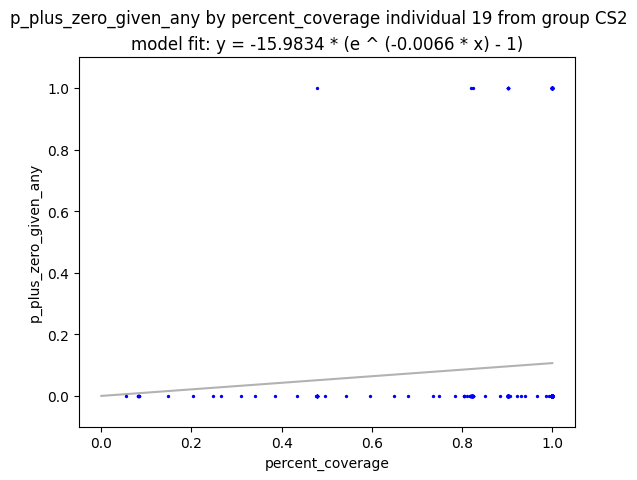 p_plus_zero_given_any by percent_coverage individual 19 from group CS2
model fit: y = -15.9834 * (e ^ (-0.0066 * x) - 1)
1.0
0.8
0.6
0.4
0.2
0.0
p_plus_zero_given_any
0.0 0.2 0.4 0.6 0.8 1.0
percent_coverage